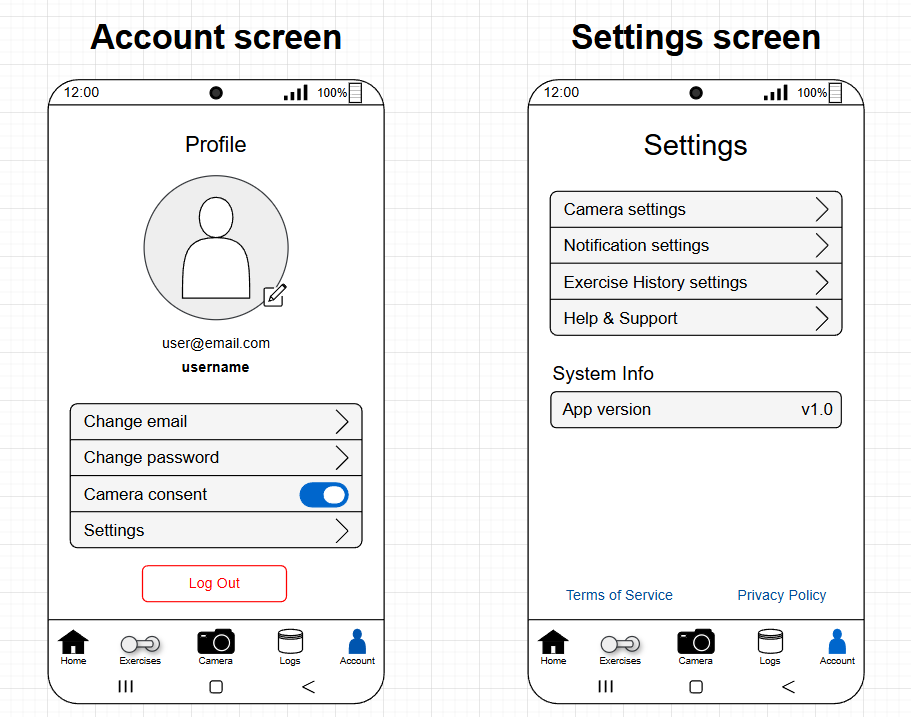 Account screen
12:00
100%
Profile
user@email.com
username
Change email
Change password
Camera consent
Settings
Log Out
Home Exercises Camera Logs Account
Settings screen
12:00
100%
Settings
Camera settings
Notification settings
Exercise History settings
Help & Support
System Info
App version v1.0
Terms of Service Privacy Policy
Home Exercises Camera Logs Account